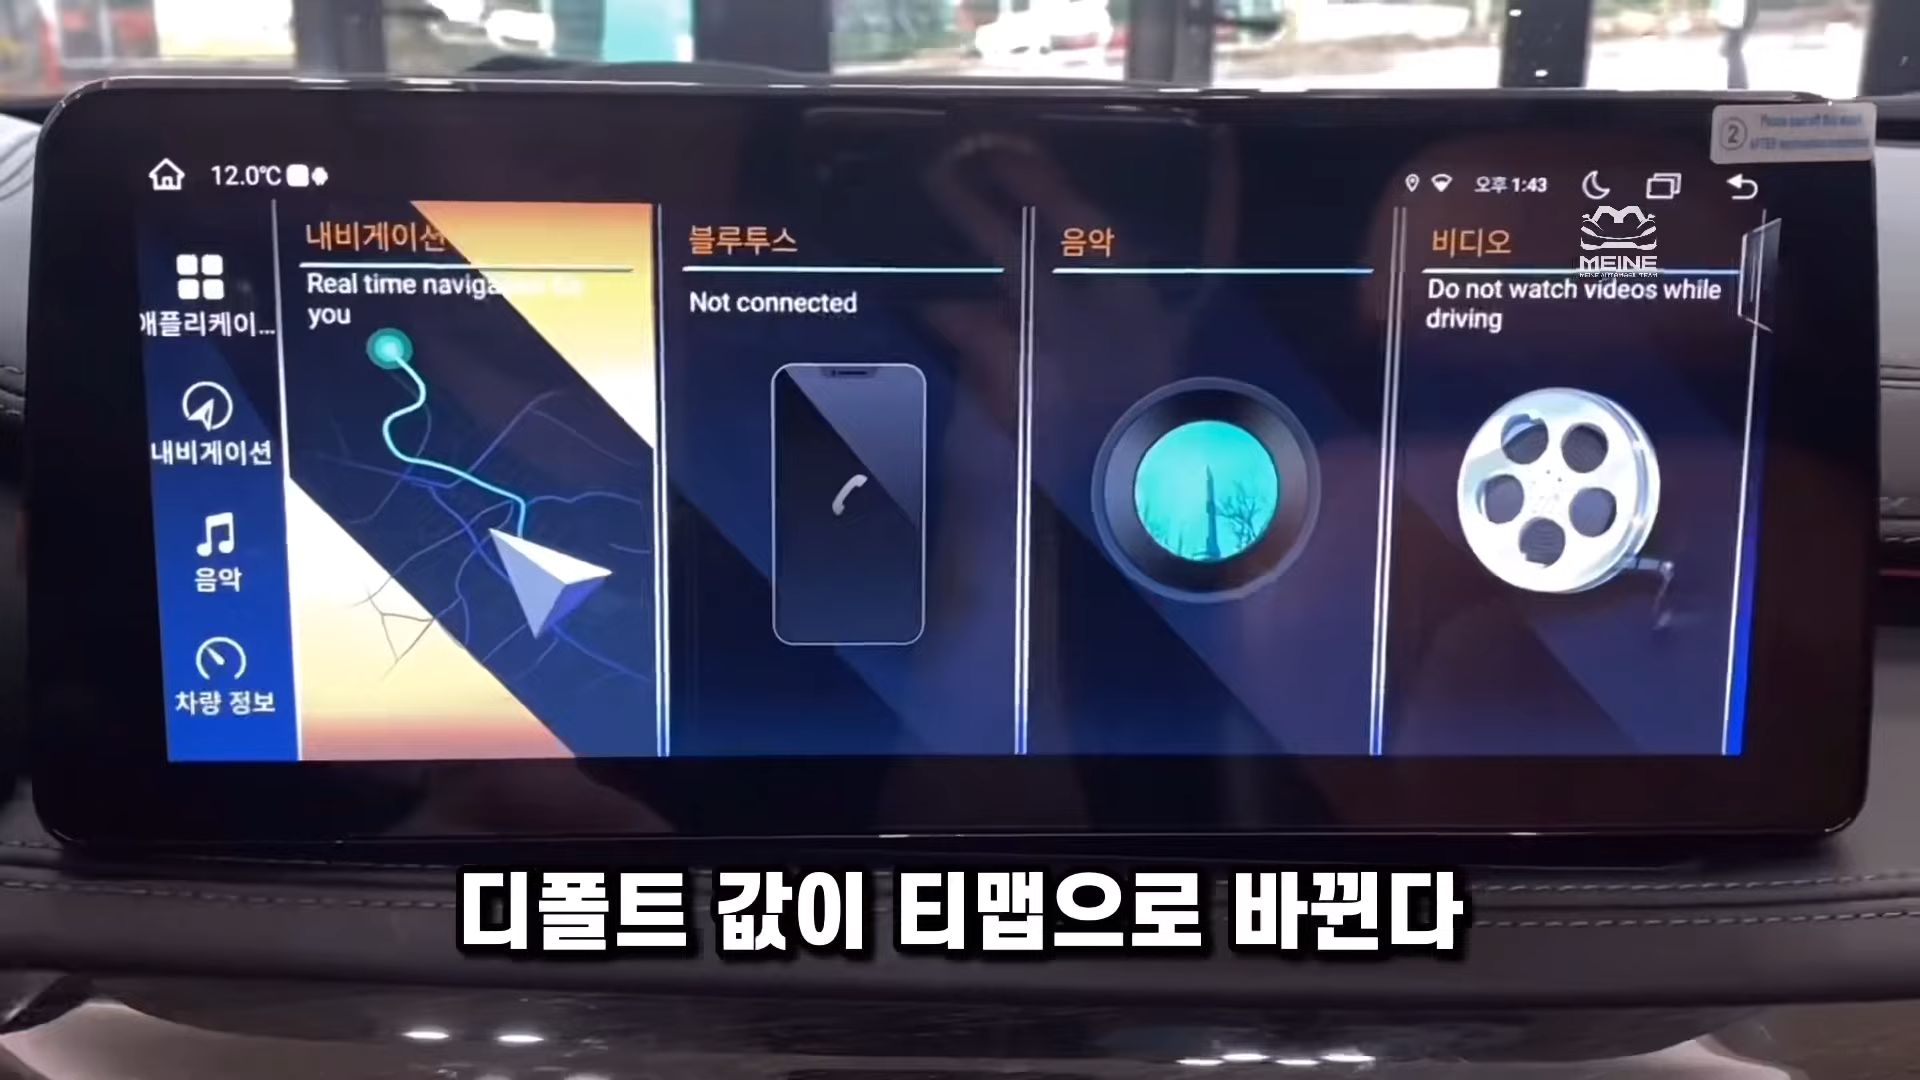 12.0℃
오후 1:43
2
내비게이션
Real time naviga
you
블루투스
Not connected
음악
비디오
Do not watch videos while
driving
MEINE
애플리케이...
내비게이션
음악
차량 정보
디폴트 값이 티맵으로 바뀐다